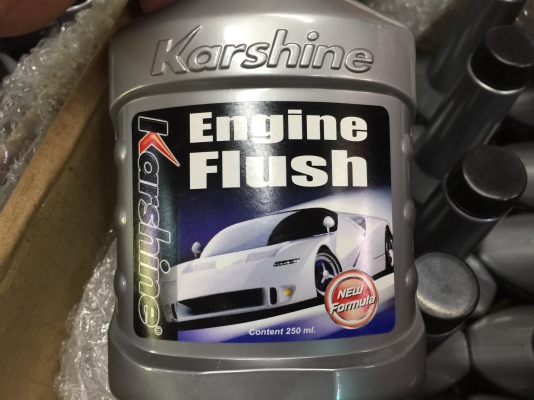 Karshine
Engine
Flush
Karshine®
NEW
Formula
Content 250 ml.